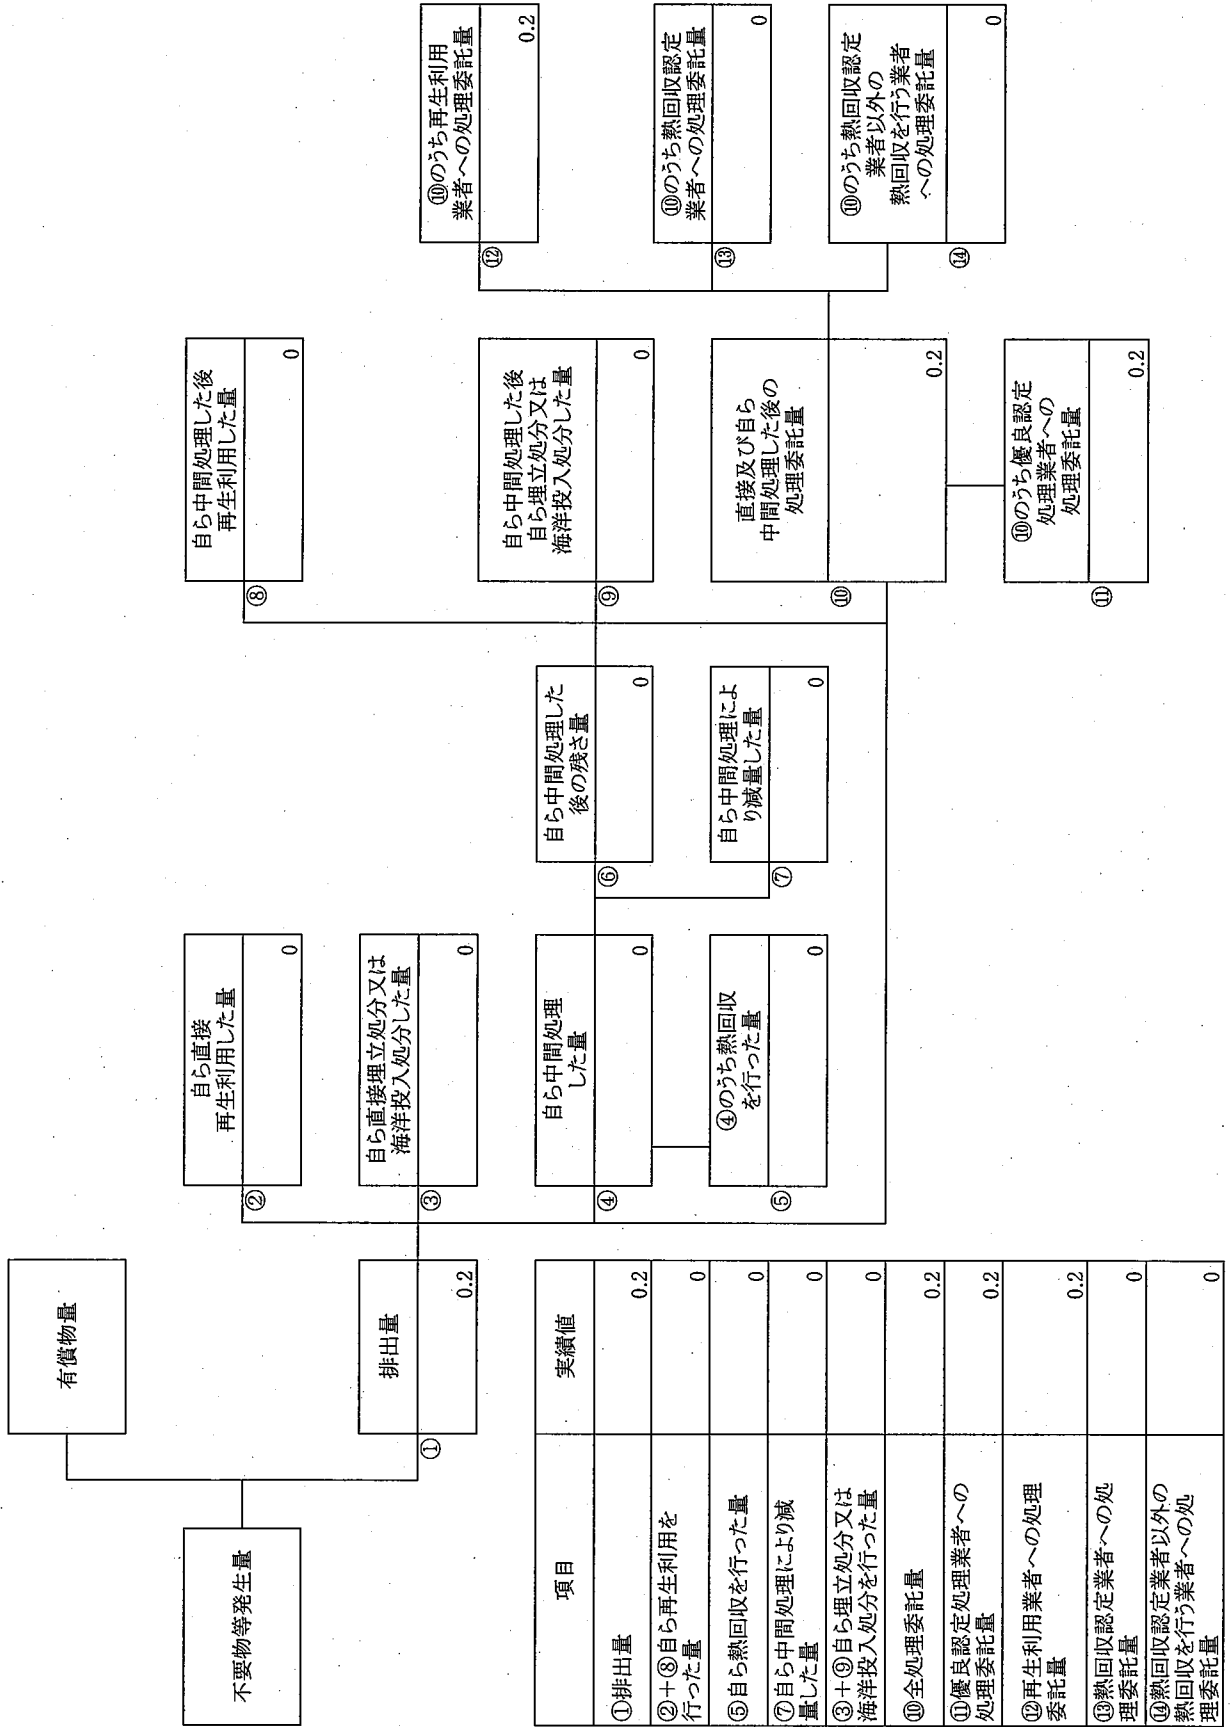 不要物等発生量
有償物量
排出量
①
0.2
自ら直接
再生利用した量
②
0
自ら直接埋立処分又は
海洋投入処分した量
③
0
自ら中間処理
した量
④
0
④のうち熱回収
を行った量
⑤
0
自ら中間処理した
後の残さ量
⑥
0
自ら中間処理によ
り減量した量
⑦
0
自ら中間処理した後
再生利用した量
⑧
0
自ら中間処理した後
自ら埋立処分又は
海洋投入処分した量
⑨
0
直接及び自ら
中間処理した後の
処理委託量
⑩
0.2
⑩のうち優良認定
処理業者への
処理委託量
⑪
0.2
⑩のうち再生利用
業者への処理委託量
⑫
0.2
⑩のうち熱回収認定
業者への処理委託量
⑬
0
⑩のうち熱回収認定
業者以外の
熱回収を行う業者
への処理委託量
⑭
0
項目 実績値
①排出量 0.2
②+⑧自ら再生利用を
行った量 0
⑤自ら熱回収を行った量 0
⑦自ら中間処理により減
量した量 0
③+⑨自ら埋立処分又は
海洋投入処分を行った量 0
⑩全処理委託量 0.2
⑪優良認定処理業者への
処理委託量 0.2
⑫再生利用業者への処理
委託量 0.2
⑬熱回収認定業者への処
理委託量 0
⑭熱回収認定業者以外の
熱回収を行う業者への処
理委託量 0